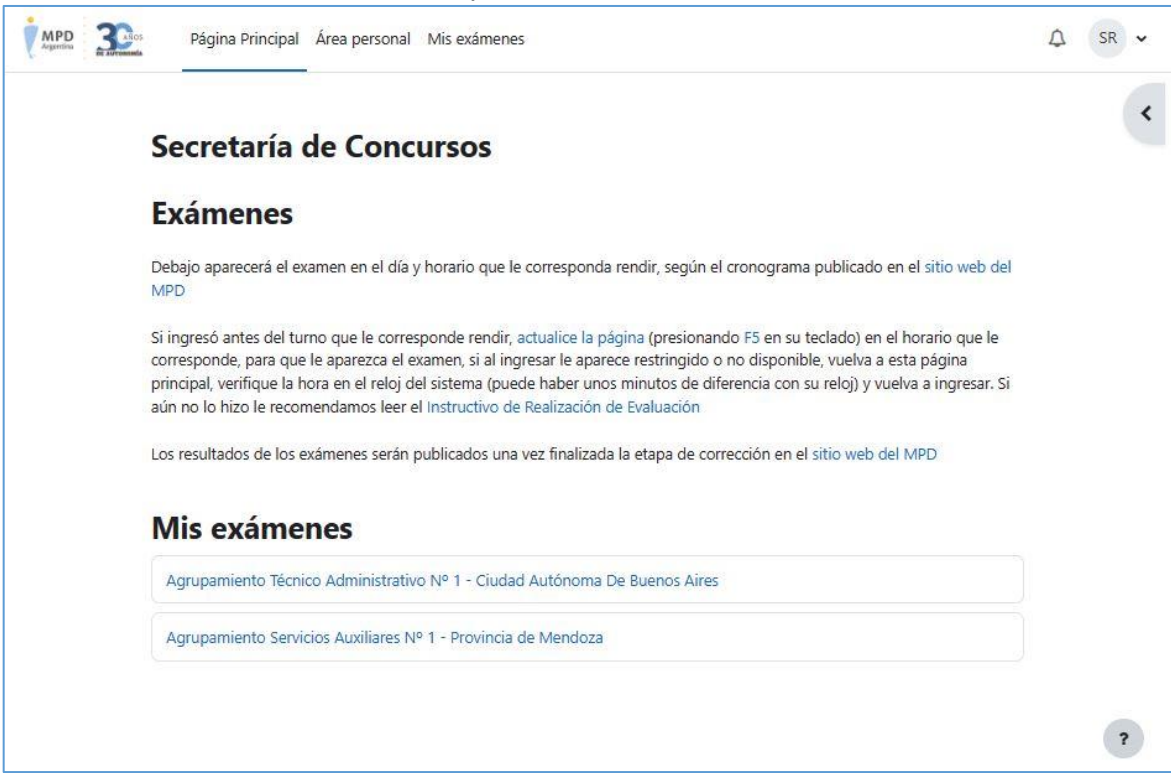 MPD
Argentina
30 AÑOS
DE AUTONOMÍA
Página Principal Área personal Mis exámenes
SR
Secretaría de Concursos
Exámenes
Debajo aparecerá el examen en el día y horario que le corresponda rendir, según el cronograma publicado en el sitio web del
MPD
Si ingresó antes del turno que le corresponde rendir, actualice la página (presionando F5 en su teclado) en el horario que le
corresponde, para que le aparezca el examen, si al ingresar le aparece restringido o no disponible, vuelva a esta página
principal, verifique la hora en el reloj del sistema (puede haber unos minutos de diferencia con su reloj) y vuelva a ingresar. Si
aún no lo hizo le recomendamos leer el Instructivo de Realización de Evaluación
Los resultados de los exámenes serán publicados una vez finalizada la etapa de corrección en el sitio web del MPD
Mis exámenes
Agrupamiento Técnico Administrativo Nº 1 - Ciudad Autónoma De Buenos Aires
Agrupamiento Servicios Auxiliares Nº 1 - Provincia de Mendoza
?